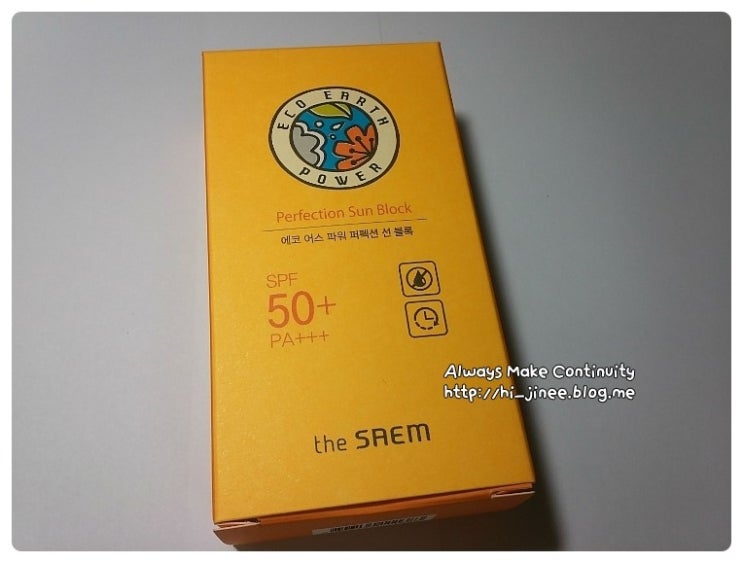 ECO EARTH
POWER
Perfection Sun Block
에코 어스 파워 퍼펙션 선 블록
SPF
50+
PA+++
Always Make Continuity
http://hi_jinee.blog.me
the SAEM